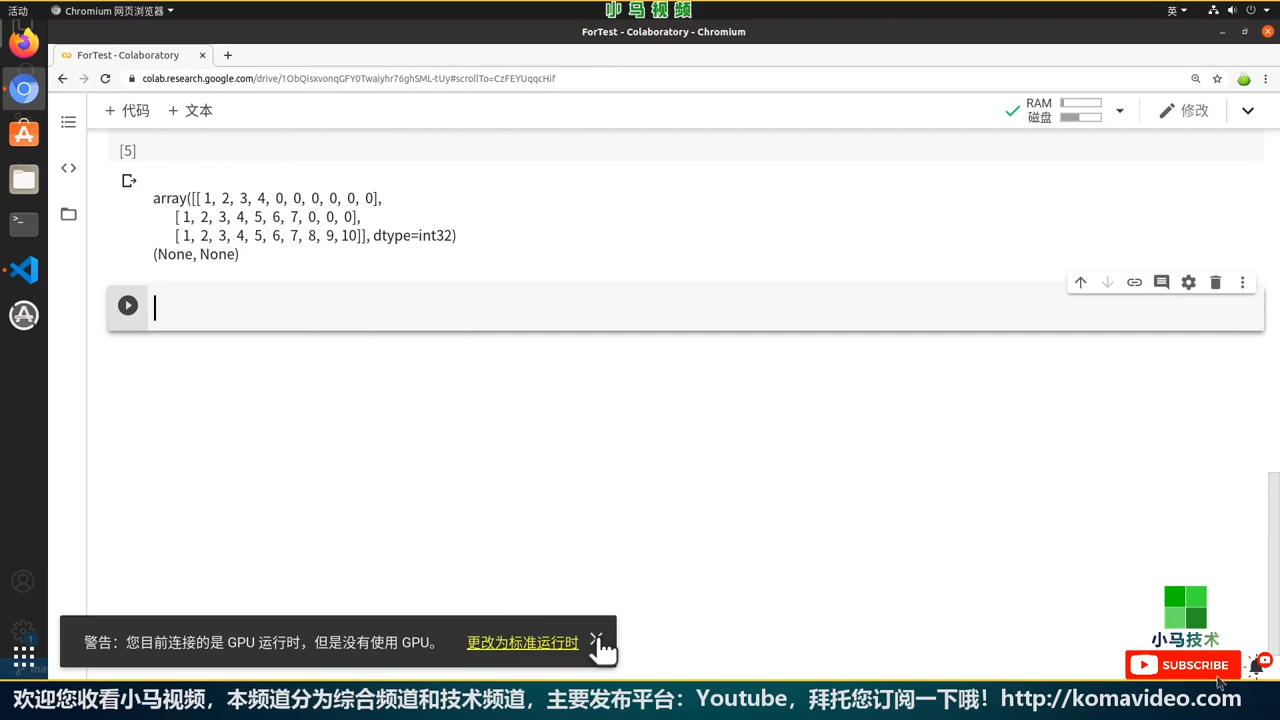 活动
Chromium 网页浏览器
小马视频
英
ForTest - Colaboratory - Chromium
ForTest - Colaboratory
colab.research.google.com/drive/1ObQisxvonqGFY0Twaiyhr76ghSML-tUy#scrollTo=CzFEYUqqcHif
+ 代码 + 文本
RAM
磁盘
修改
[5]
array([[ 1, 2, 3, 4, 0, 0, 0, 0, 0, 0],
[ 1, 2, 3, 4, 5, 6, 7, 0, 0, 0],
[ 1, 2, 3, 4, 5, 6, 7, 8, 9, 10]], dtype=int32)
(None, None)
警告：您目前连接的是 GPU 运行时，但是没有使用 GPU。 更改为标准运行时
小马技术
SUBSCRIBE
欢迎您收看小马视频，本频道分为综合频道和技术频道，主要发布平台：Youtube，拜托您订阅一下哦！http://komavideo.com